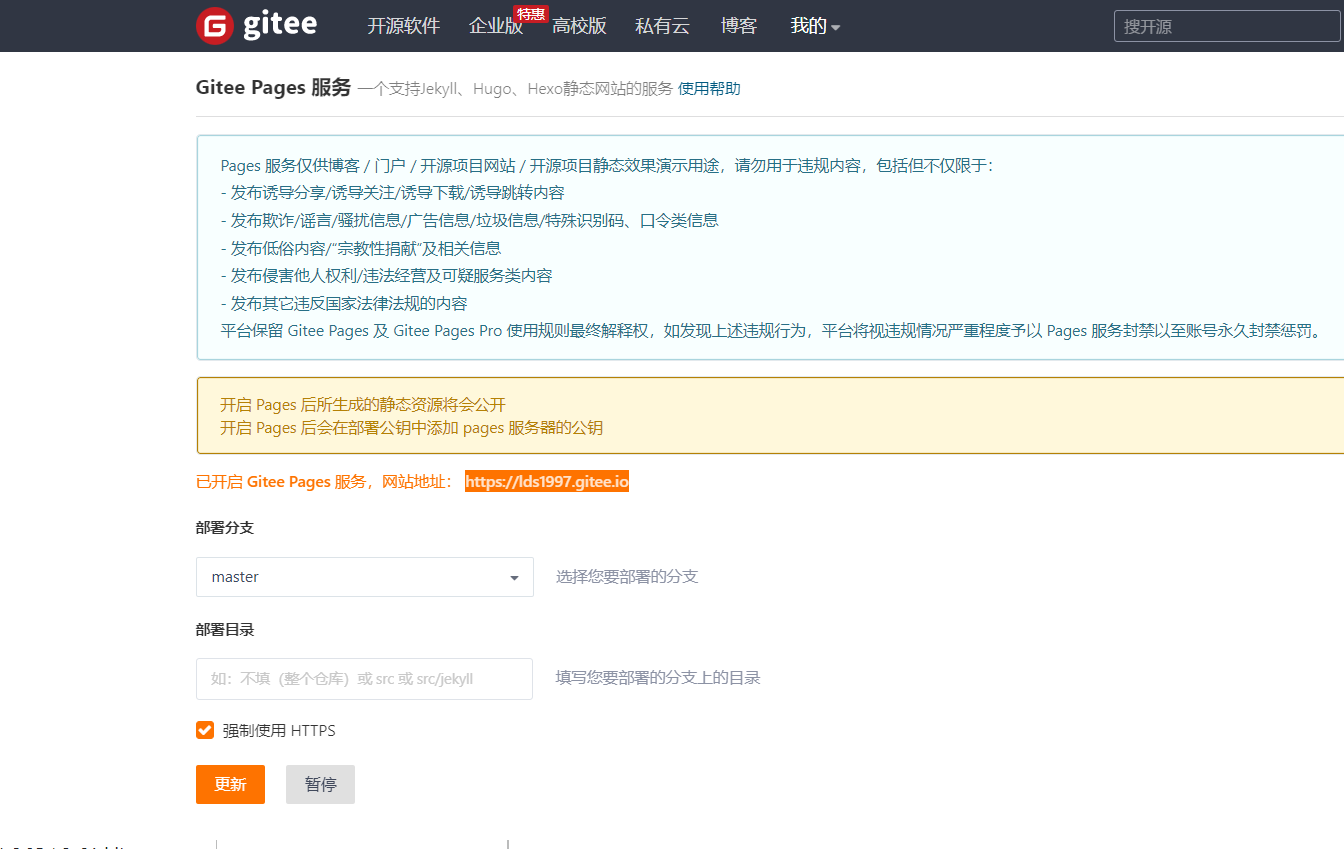 gitee 开源软件 企业版 特惠 高校版 私有云 博客 我的 搜开源
Gitee Pages 服务 一个支持Jekyll、Hugo、Hexo静态网站的服务 使用帮助
Pages 服务仅供博客 / 门户 / 开源项目网站 / 开源项目静态效果演示用途，请勿用于违规内容，包括但不仅限于：
- 发布诱导分享/诱导关注/诱导下载/诱导跳转内容
- 发布欺诈/谣言/骚扰信息/广告信息/垃圾信息/特殊识别码、口令类信息
- 发布低俗内容/“宗教性捐献”及相关信息
- 发布侵害他人权利/违法经营及可疑服务类内容
- 发布其它违反国家法律法规的内容
平台保留 Gitee Pages 及 Gitee Pages Pro 使用规则最终解释权，如发现上述违规行为，平台将视违规情况严重程度予以 Pages 服务封禁以至账号永久封禁惩罚。
开启 Pages 后所生成的静态资源将会公开
开启 Pages 后会在部署公钥中添加 pages 服务器的公钥
已开启 Gitee Pages 服务，网站地址： https://lds1997.gitee.io
部署分支
master 选择您要部署的分支
部署目录
如：不填（整个仓库）或 src 或 src/jekyll 填写您要部署的分支上的目录
强制使用 HTTPS
更新 暂停